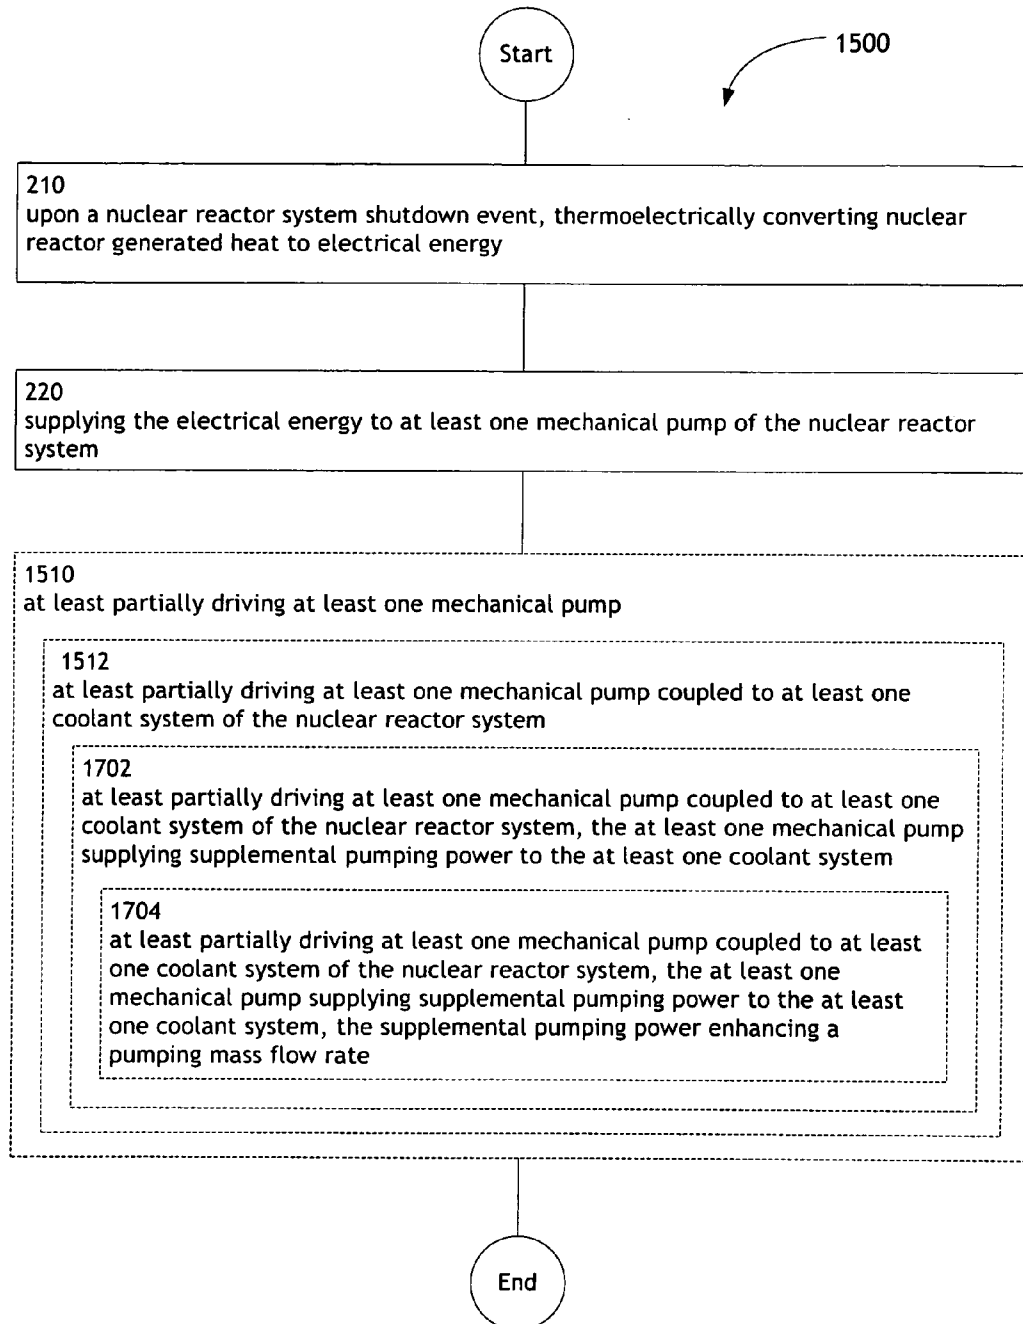 Start
1500
210
upon a nuclear reactor system shutdown event, thermoelectrically converting nuclear
reactor generated heat to electrical energy
220
supplying the electrical energy to at least one mechanical pump of the nuclear reactor
system
1510
at least partially driving at least one mechanical pump
1512
at least partially driving at least one mechanical pump coupled to at least one
coolant system of the nuclear reactor system
1702
at least partially driving at least one mechanical pump coupled to at least one
coolant system of the nuclear reactor system, the at least one mechanical pump
supplying supplemental pumping power to the at least one coolant system
1704
at least partially driving at least one mechanical pump coupled to at least
one coolant system of the nuclear reactor system, the at least one
mechanical pump supplying supplemental pumping power to the at least
one coolant system, the supplemental pumping power enhancing a
pumping mass flow rate
End